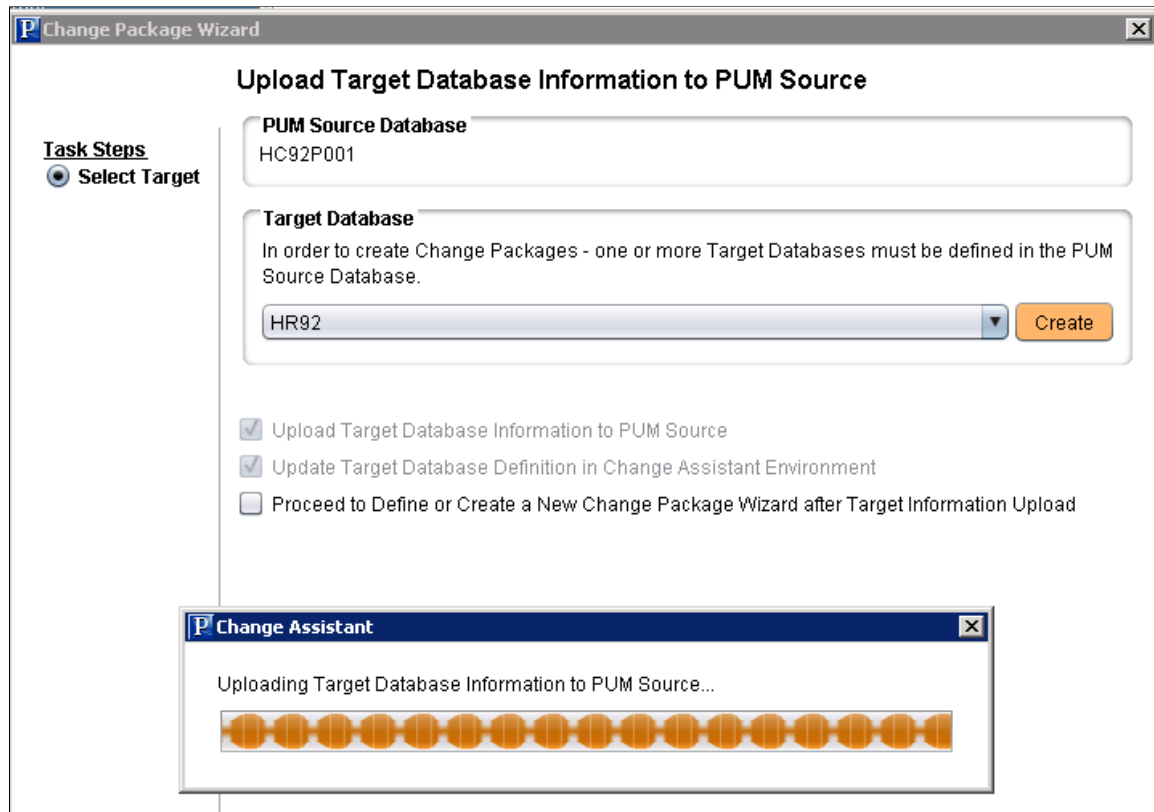 Change Package Wizard
Upload Target Database Information to PUM Source
Task Steps
Select Target
PUM Source Database
HC92P001
Target Database
In order to create Change Packages - one or more Target Databases must be defined in the PUM
Source Database.
HR92
Create
Upload Target Database Information to PUM Source
Update Target Database Definition in Change Assistant Environment
Proceed to Define or Create a New Change Package Wizard after Target Information Upload
Change Assistant
Uploading Target Database Information to PUM Source...